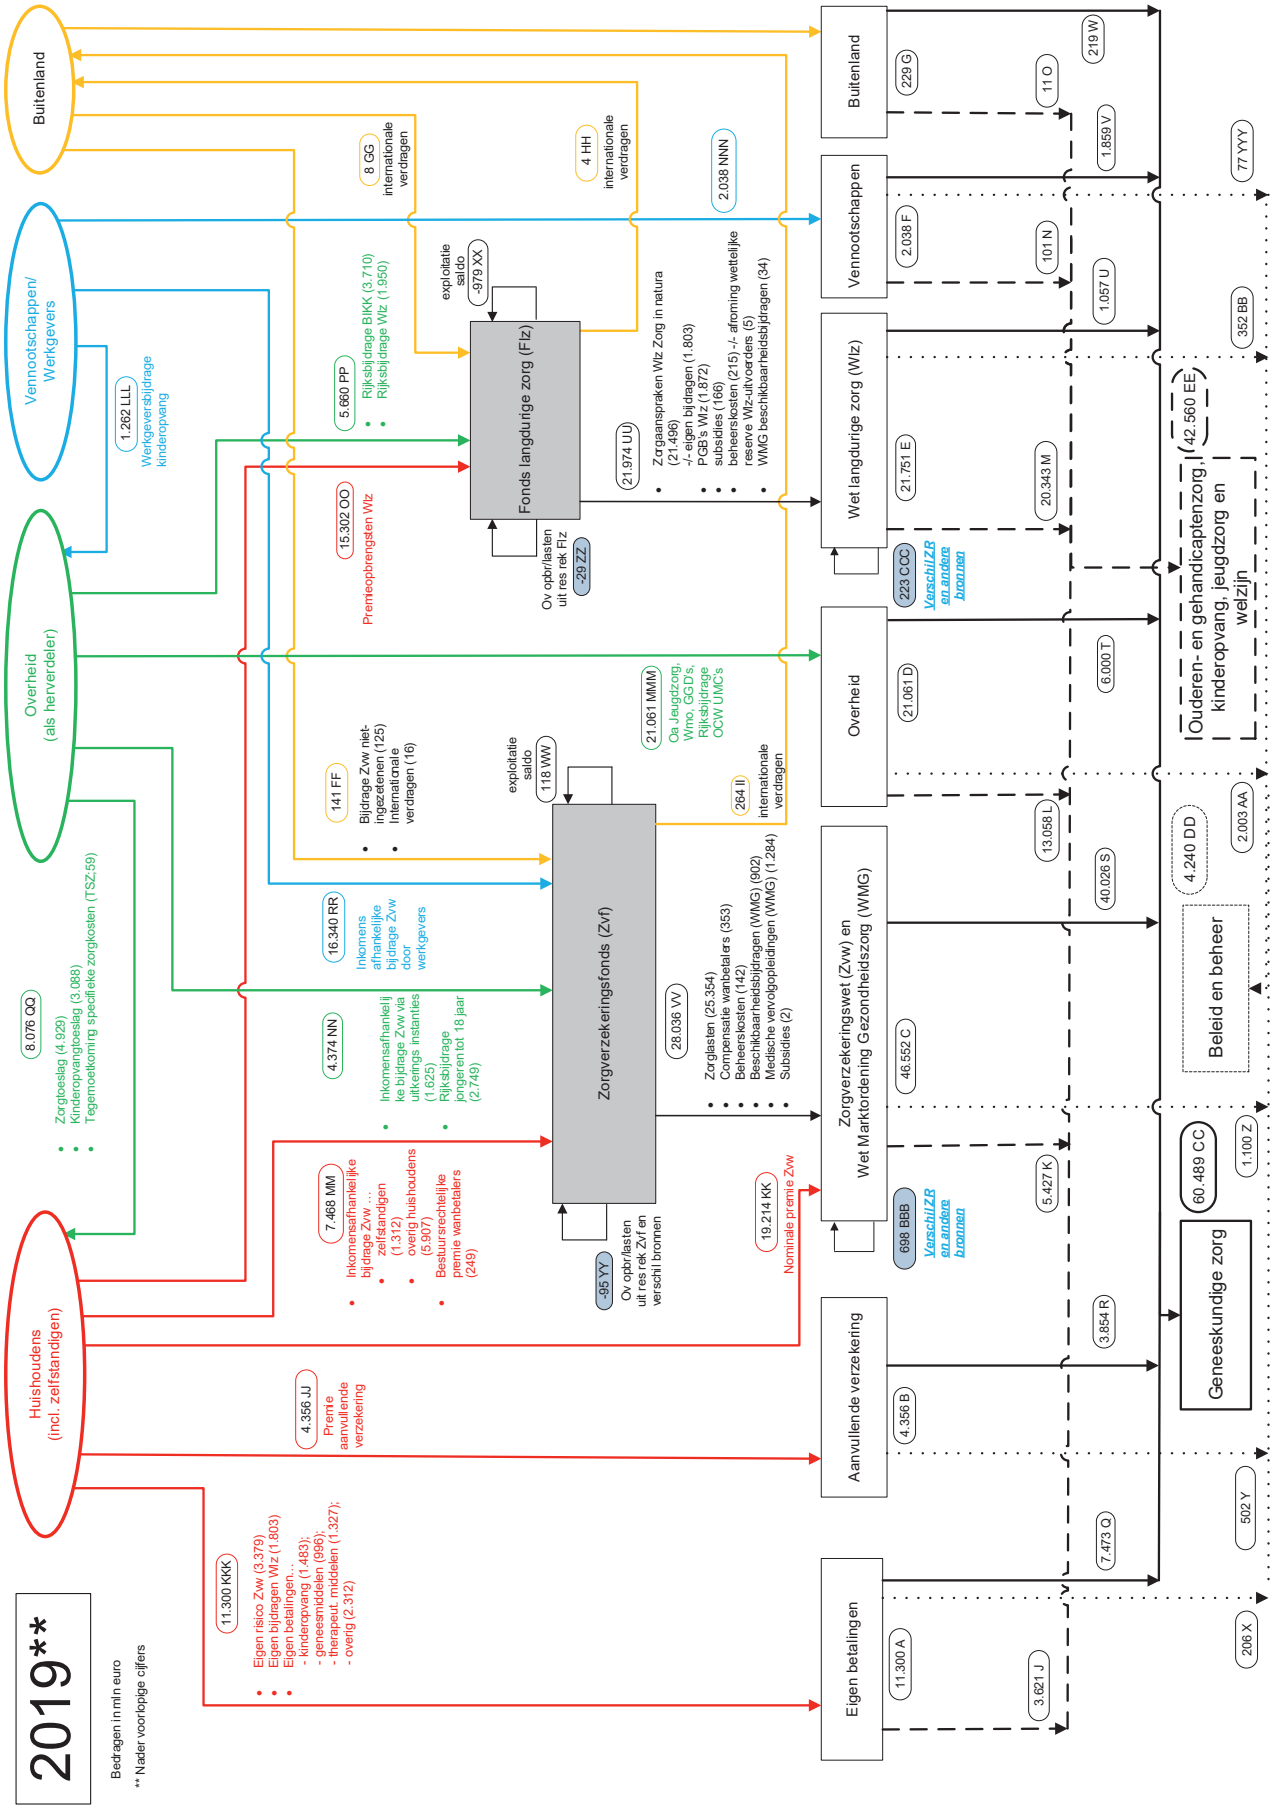 2019**
Bedragen in mln euro
** Nader voorlopige cijfers
Huishoudens
(incl. zelfstandigen)
Overheid
(als herverdeler)
Vennootschappen/
Werkgevers
Buitenland
8.076 QQ
• Zorgtoeslag (4.929)
• Kinderopvangtoeslag (3.088)
• Tegemoetkoming specifieke zorgkosten (TSZ;59)
1.262 LLL
Werkgeversbijdrage
kinderopvang
11.300 KKK
• Eigen risico Zvw (3.379)
• Eigen bijdragen Wlz (1.803)
• Eigen betalingen…
- kinderopvang (1.483);
- geneesmiddelen (996);
- therapeut. middelen (1.327);
- overig (2.312)
4.356 JJ
Premie
aanvullende
verzekering
7.468 MM
• Inkomensafhankelijke
bijdrage Zvw …
• zelfstandigen
(1.312)
• overig huishoudens
(5.907)
• Bestuursrechtelijke
premie wanbetalers
(249)
4.374 NN
• Inkomensafhankelij
ke bijdrage Zvw via
uitkerings instanties
(1.625)
• Rijksbijdrage
jongeren tot 18 jaar
(2.749)
16.340 RR
Inkomens
afhankelijke
bijdrage Zvw
door
werkgevers
141 FF
• Bijdrage Zvw niet-
ingezetenen (125)
• Internationale
verdragen (16)
15.302 OO
Premieopbrengsten Wlz
5.660 PP
• Rijksbijdrage BIKK (3.710)
• Rijksbijdrage Wlz (1.950)
8 GG
internationale
verdragen
exploitatie
saldo
-979 XX
Fonds langdurige zorg (Flz)
Ov opbr/lasten
uit res rek Flz
-29 ZZ
4 HH
internationale
verdragen
exploitatie
saldo
118 WW
Zorgverzekeringsfonds (Zvf)
-95 YY
Ov opbr/lasten
uit res rek Zvf en
verschil bronnen
28.036 VV
• Zorglasten (25.354)
• Compensatie wanbetalers (353)
• Beheerskosten (142)
• Beschikbaarheidsbijdragen (WMG) (902)
• Medische vervolgopleidingen (WMG) (1.284)
• Subsidies (2)
19.214 KK
Nominale premie Zvw
21.061 MMM
Oa Jeugdzorg,
Wmo, GGD's,
Rijksbijdrage
OCW UMC's
264 II
internationale
verdragen
21.974 UU
• Zorgaanspraken Wlz Zorg in natura
(21.496)
-/- eigen bijdragen (1.803)
• PGB's Wlz (1.872)
• subsidies (166)
• beheerskosten (215) -/- afroming wettelijke
reserve Wlz-uitvoerders (5)
• WMG beschikbaarheidsbijdragen (34)
2.038 NNN
Eigen betalingen
Aanvullende verzekering
Zorgverzekeringswet (Zvw) en
Wet Marktordening Gezondheidszorg (WMG)
Overheid
Wet langdurige zorg (Wlz)
Vennootschappen
Buitenland
11.300 A
4.356 B
698 BBB
Verschil ZR
en andere
bronnen
46.552 C
21.061 D
223 CCC
Verschil ZR
en andere
bronnen
21.751 E
2.038 F
229 G
3.621 J
5.427 K
13.058 L
20.343 M
101 N
11 O
7.473 Q
3.854 R
40.026 S
6.000 T
1.057 U
1.859 V
219 W
Geneeskundige zorg
60.489 CC
Beleid en beheer
4.240 DD
Ouderen- en gehandicaptenzorg,
kinderopvang, jeugdzorg en
welzijn
42.560 EE
206 X
502 Y
1.100 Z
2.003 AA
352 BB
77 YYY